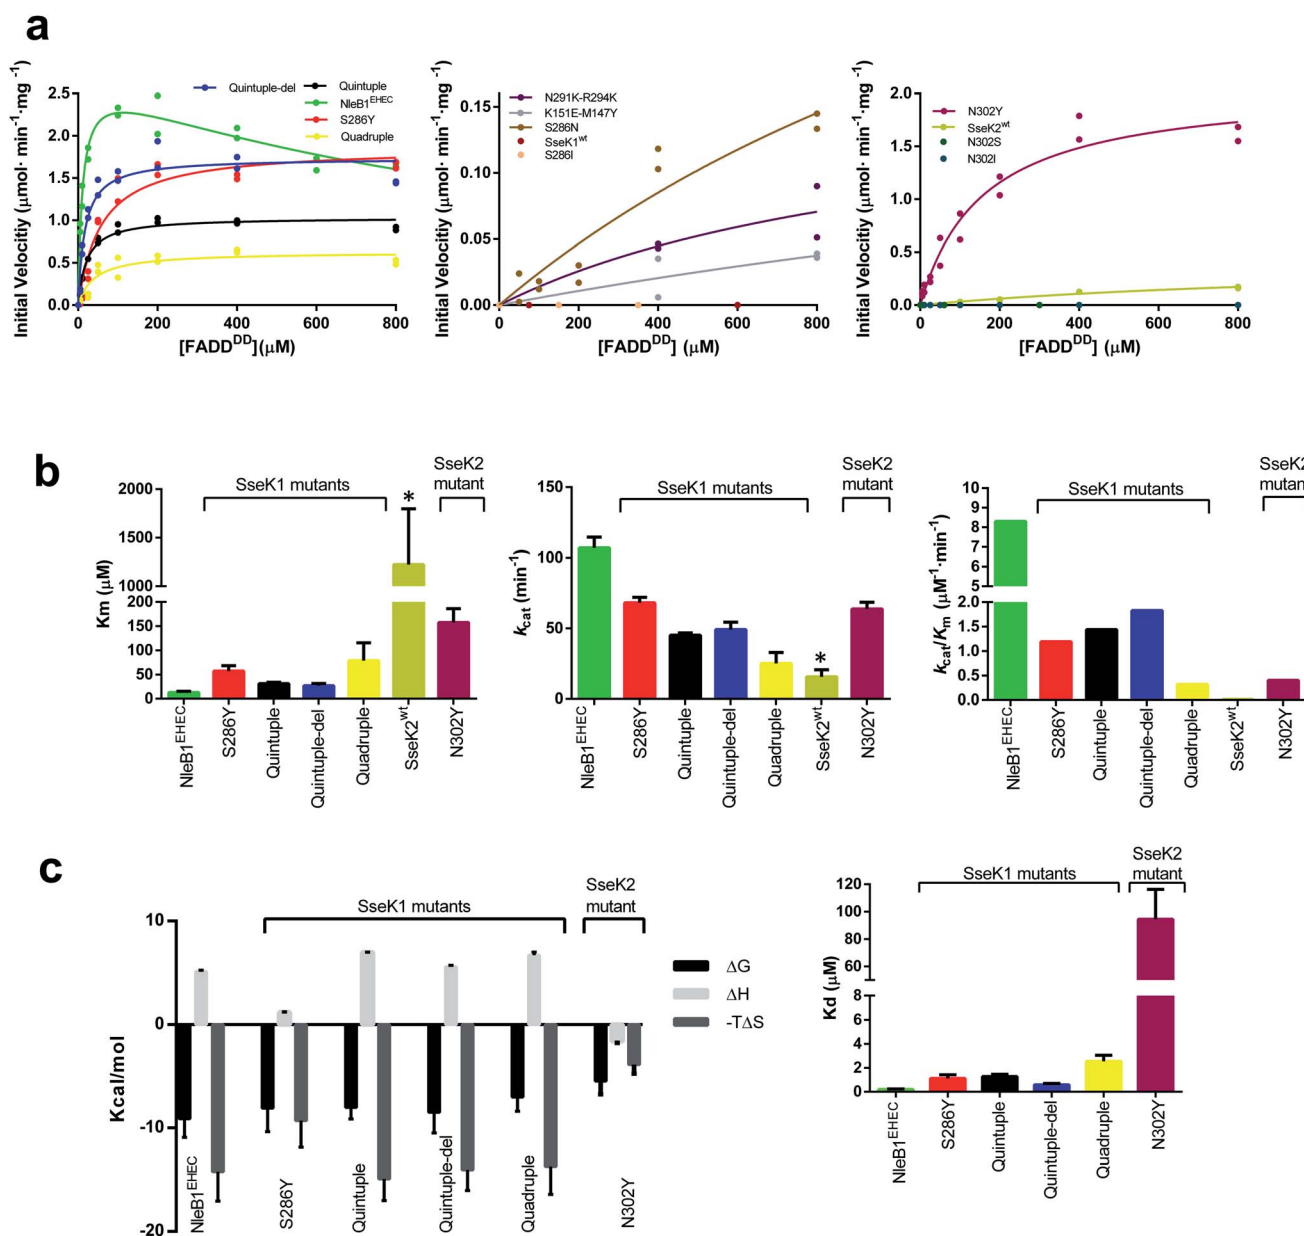 a
Initial Velocitiy (μmol· min⁻¹·mg⁻¹)
2.5
2.0
1.5
1.0
0.5
0.0
0
200
400
600
800
[FADDᴰᴰ](μM)
Quintuple-del
Quintuple
NleB1ᴱᴴᴱᶜ
S286Y
Quadruple
Initial Velocitiy (μmol· min⁻¹·mg⁻¹)
0.15
0.10
0.05
0.00
0
200
400
600
800
[FADDᴰᴰ] (μM)
N291K-R294K
K151E-M147Y
S286N
SseK1ʷᵗ
S286I
Initial Velocitiy (μmol· min⁻¹·mg⁻¹)
2.0
1.5
1.0
0.5
0.0
0
200
400
600
800
[FADDᴰᴰ] (μM)
N302Y
SseK2ʷᵗ
N302S
N302I
b
Km (μM)
2000
1500
1000
200
150
100
50
0
SseK1 mutants
SseK2
mutant
*
NleB1ᴱᴴᴱᶜ
S286Y
Quintuple
Quintuple-del
Quadruple
SseK2ʷᵗ
N302Y
kcat (min⁻¹)
150
100
50
0
SseK1 mutants
SseK2
mutant
*
NleB1ᴱᴴᴱᶜ
S286Y
Quintuple
Quintuple-del
Quadruple
SseK2ʷᵗ
N302Y
kcat/Km (μM⁻¹·min⁻¹)
9
8
7
6
5
2.0
1.5
1.0
0.5
0.0
SseK1 mutants
SseK2
mutant
NleB1ᴱᴴᴱᶜ
S286Y
Quintuple
Quintuple-del
Quadruple
SseK2ʷᵗ
N302Y
c
Kcal/mol
10
0
-10
-20
SseK1 mutants
SseK2
mutant
ΔG
ΔH
-TΔS
NleB1ᴱᴴᴱᶜ
S286Y
Quintuple
Quintuple-del
Quadruple
N302Y
Kd (μM)
120
100
80
60
8
6
4
2
0
SseK1 mutants
SseK2
mutant
NleB1ᴱᴴᴱᶜ
S286Y
Quintuple
Quintuple-del
Quadruple
N302Y